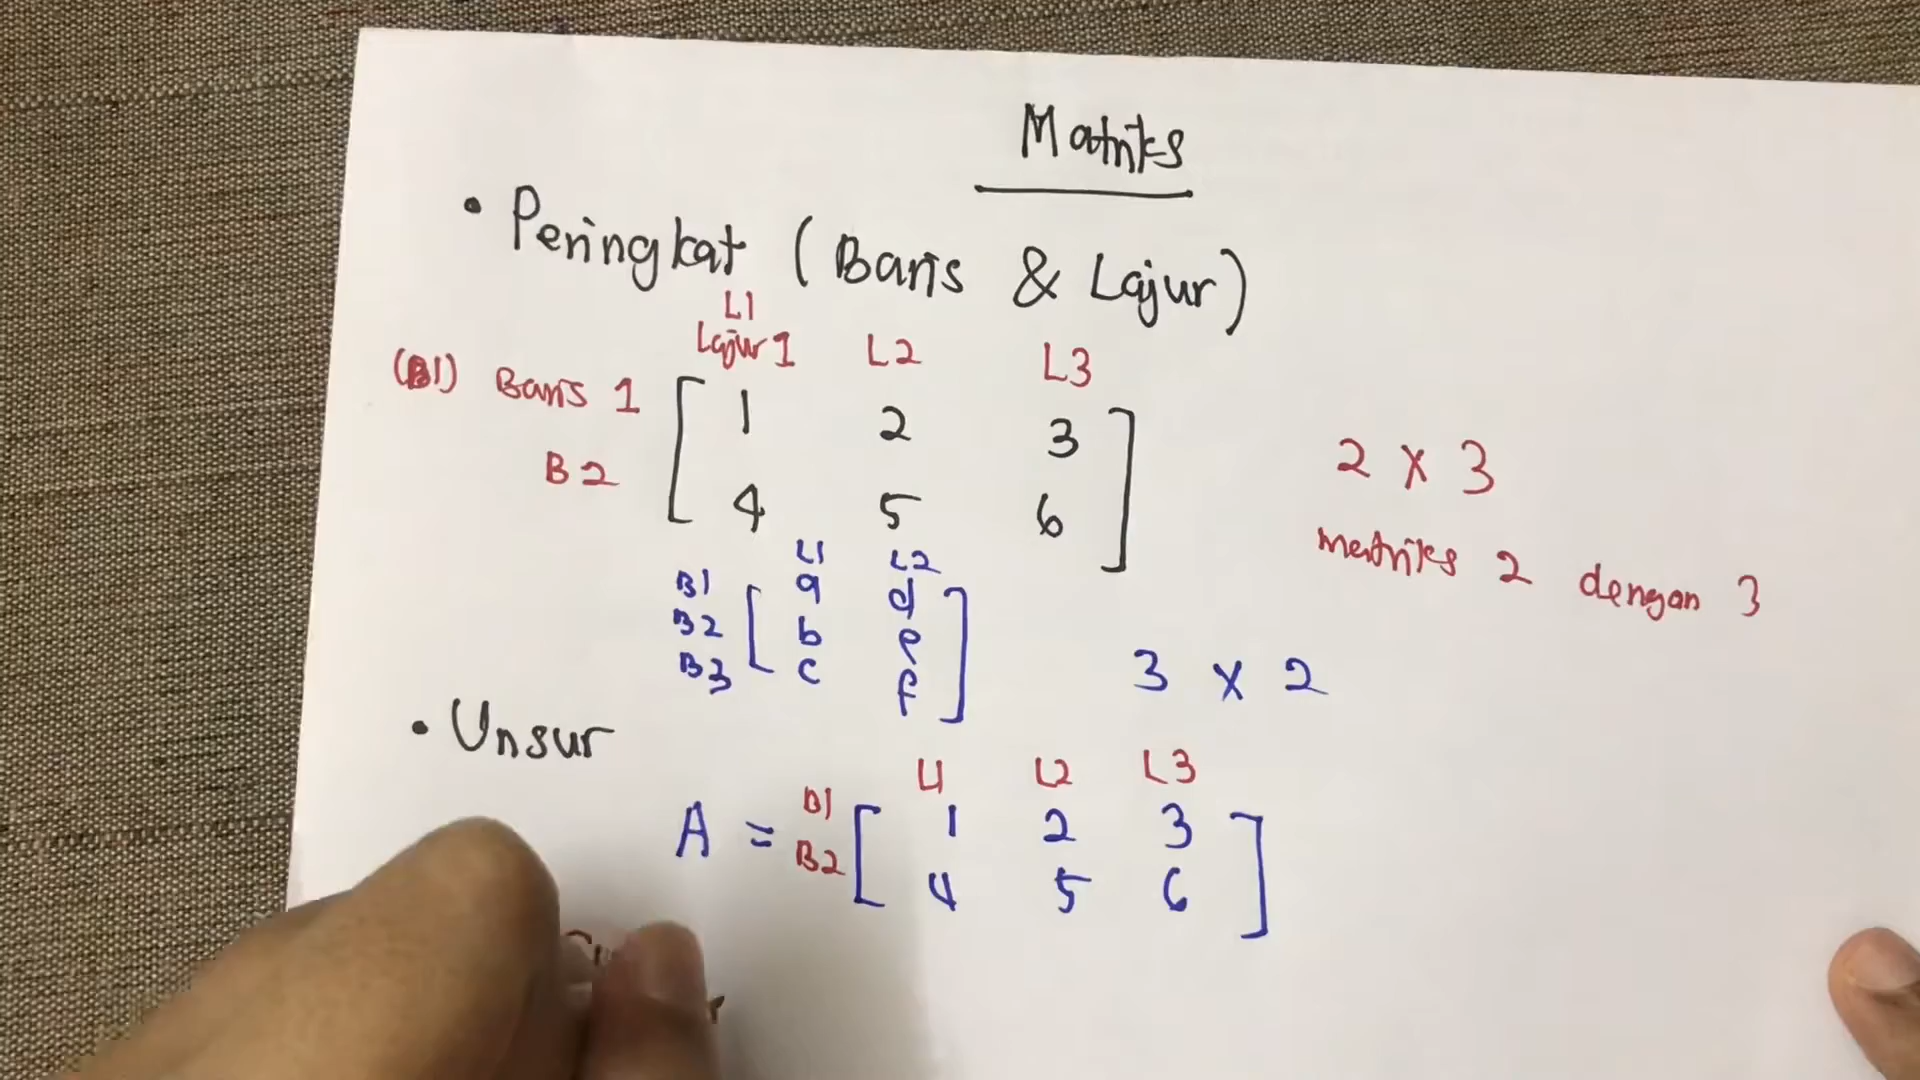 Matriks
• Peringkat (Baris & Lajur)
L1
Lajur 1 L2 L3
(B1) Baris 1 [ 1 2 3 ]
B2 4 5 6
2 x 3
matriks 2 dengan 3
L1 L2
B1 [ a d ]
B2 b e
B3 c f
3 x 2
• Unsur
L1 L2 L3
A = B1 [ 1 2 3 ]
B2 4 5 6